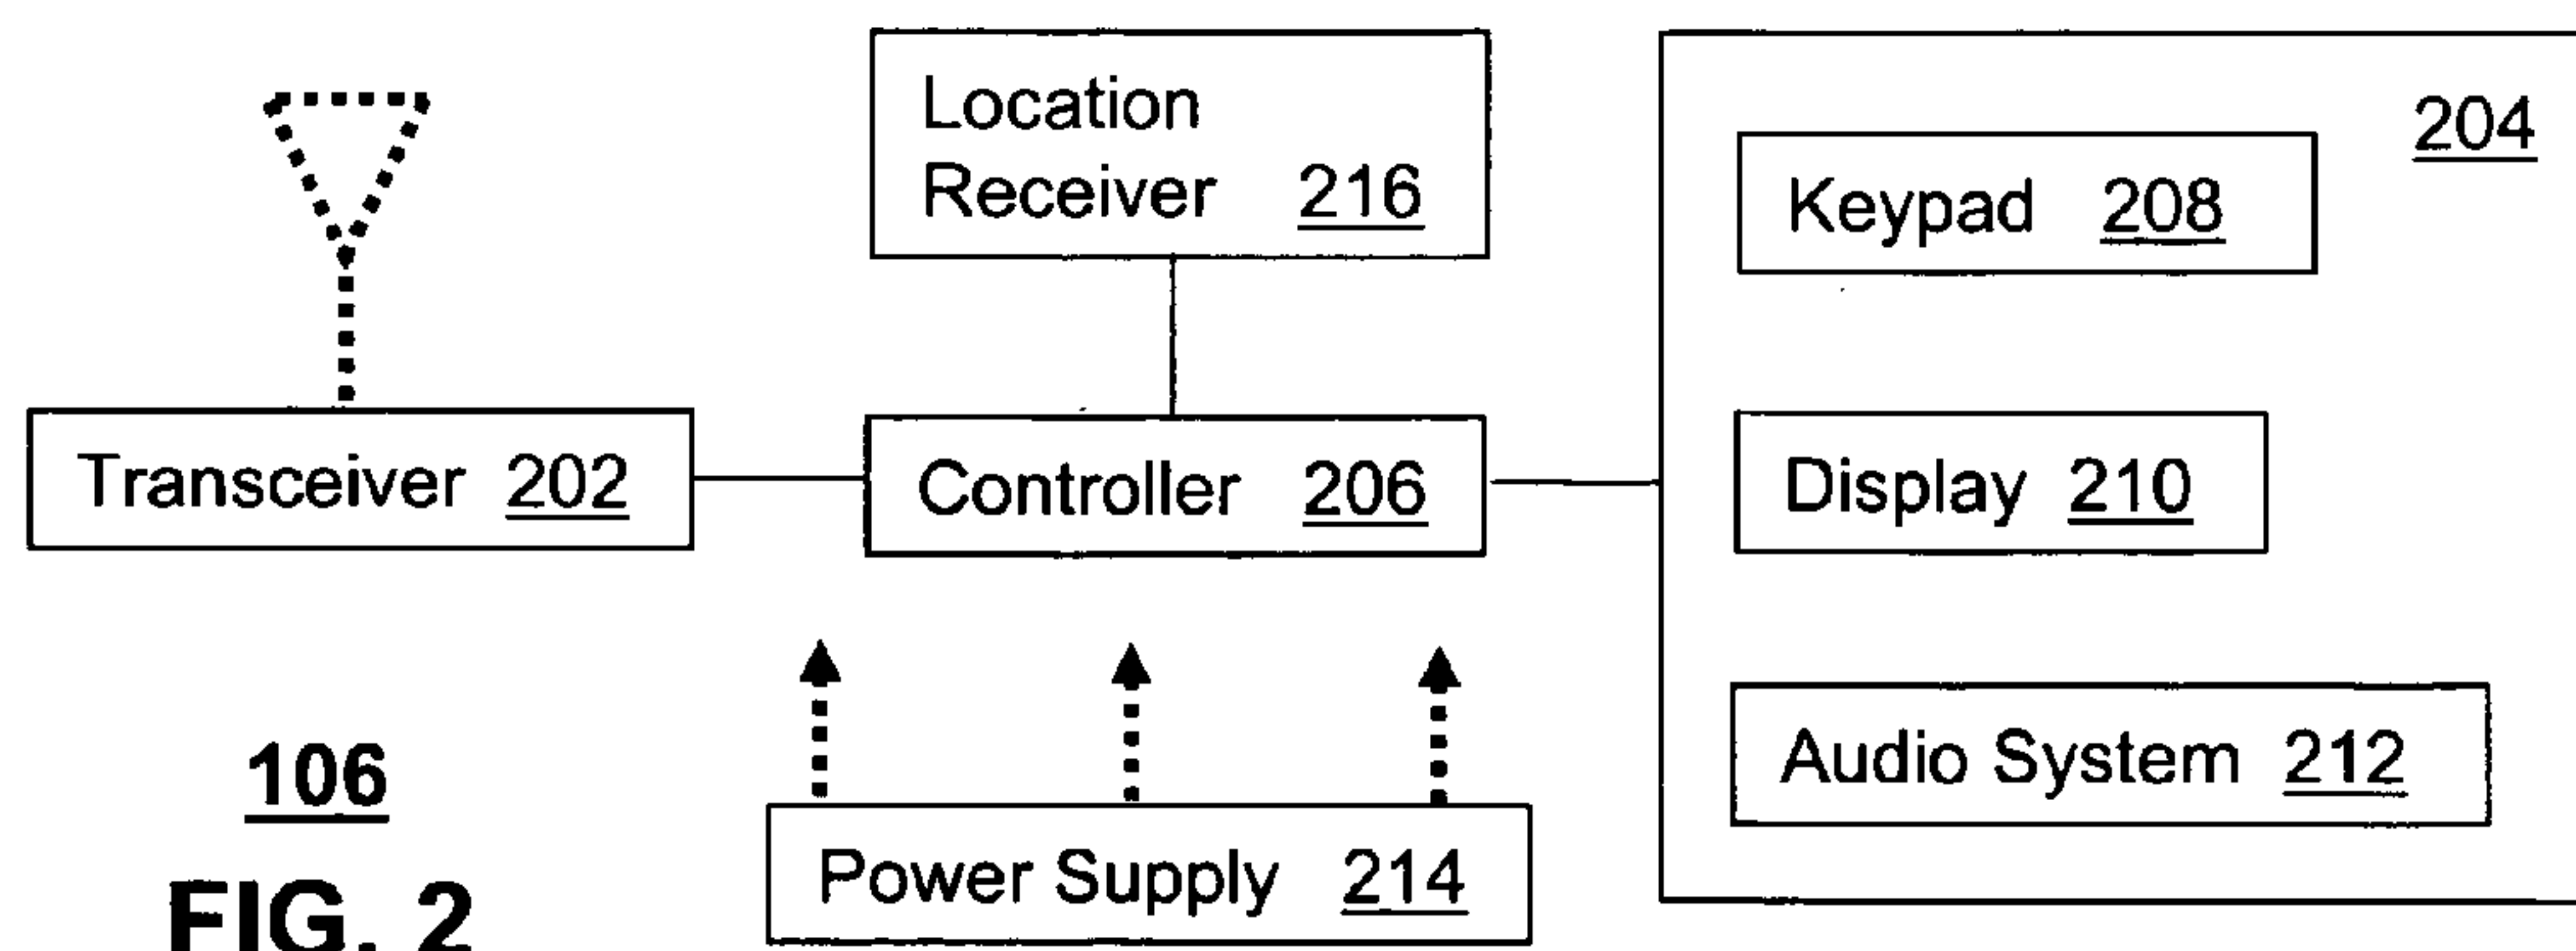 Location
Receiver 216
204
Keypad 208
Transceiver 202
Controller 206
Display 210
Audio System 212
106
Power Supply 214
FIG. 2